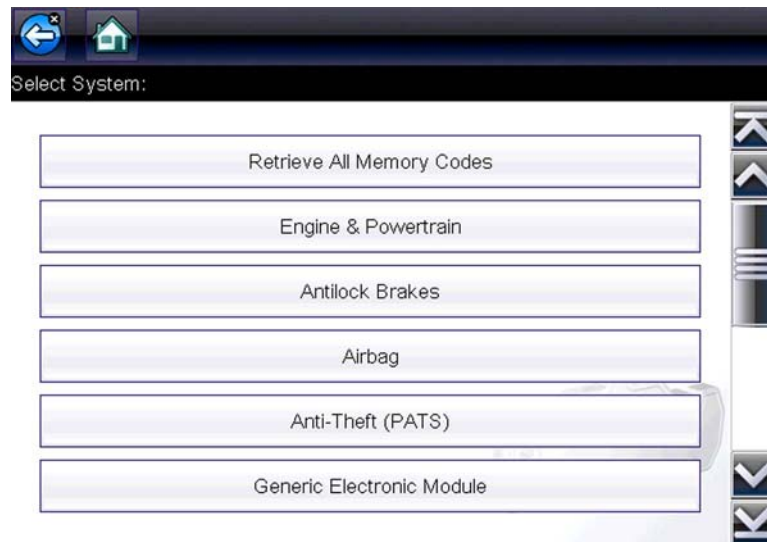 Select System:
Retrieve All Memory Codes
Engine & Powertrain
Antilock Brakes
Airbag
Anti-Theft (PATS)
Generic Electronic Module